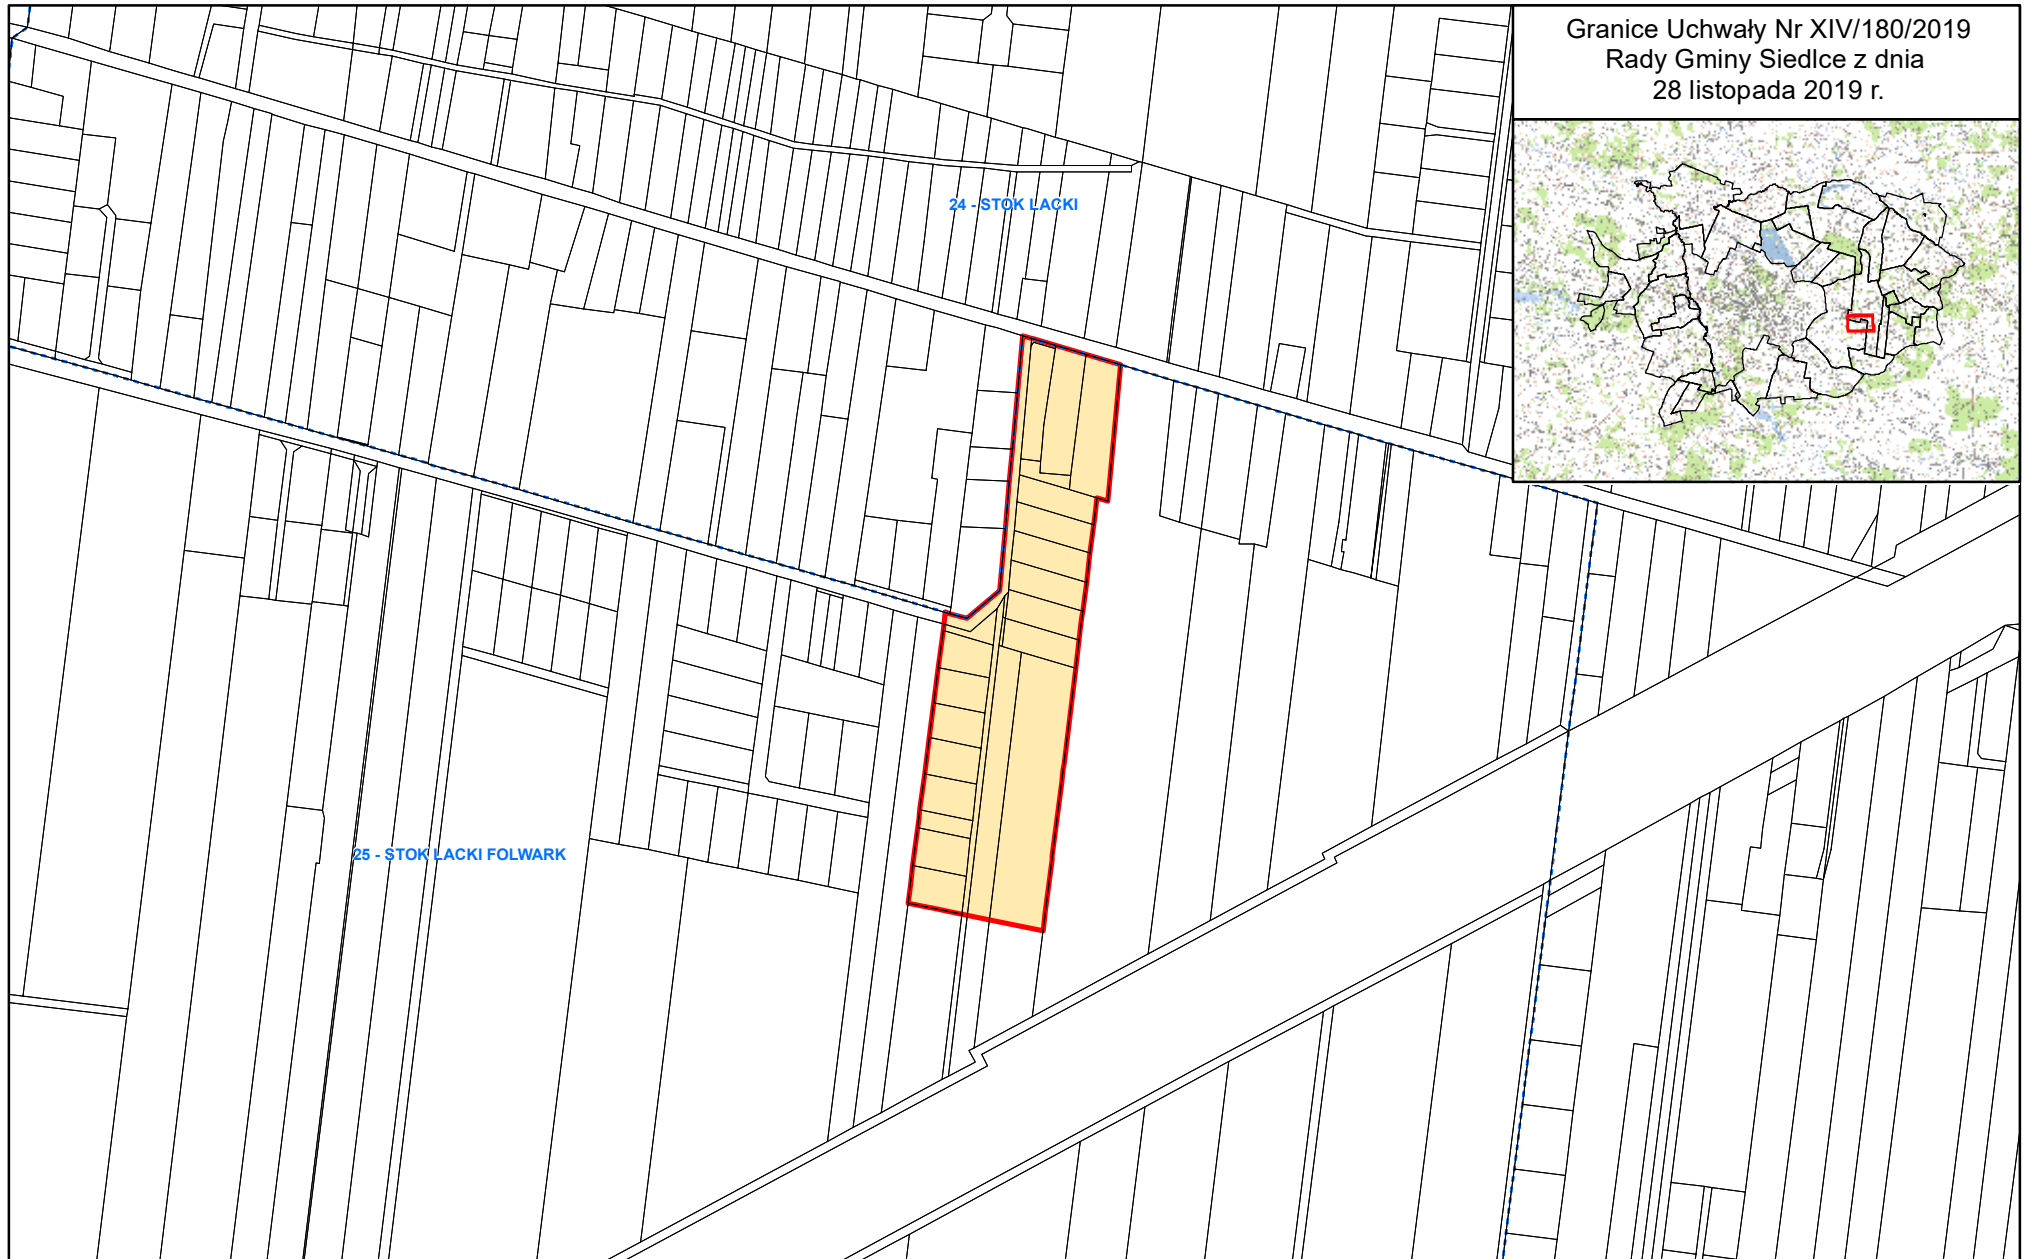 Granice Uchwały Nr XIV/180/2019
Rady Gminy Siedlce z dnia
28 listopada 2019 r.
24 - STOK LACKI
25 - STOK LACKI FOLWARK